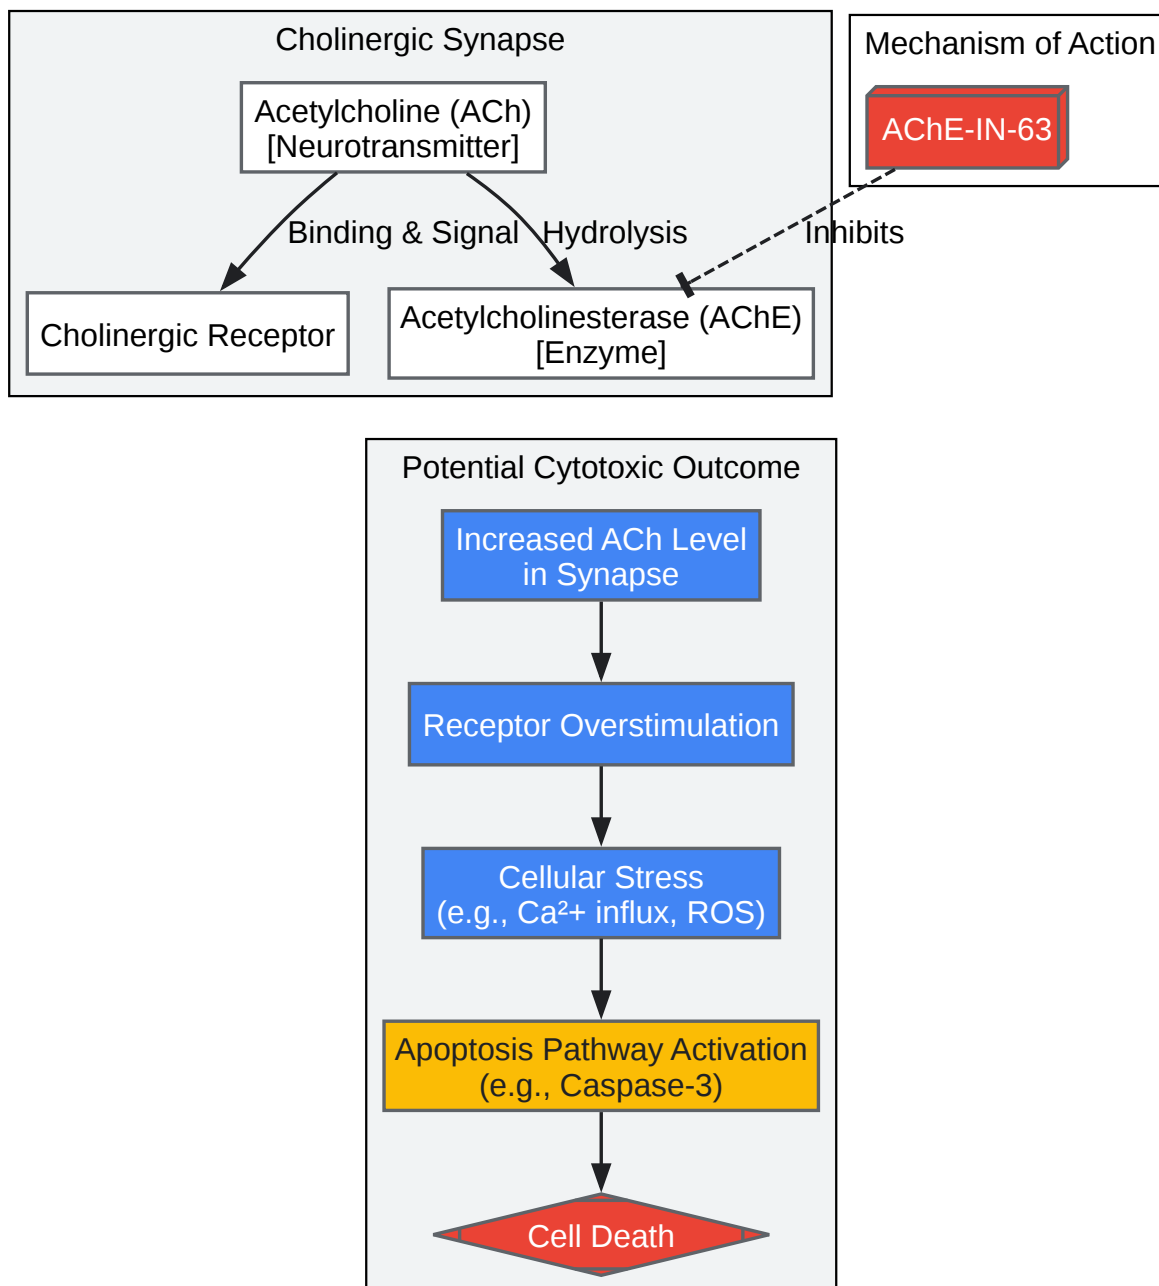 Cholinergic Synapse
Acetylcholine (ACh)
[Neurotransmitter]
Binding & Signal
Hydrolysis
Cholinergic Receptor
Acetylcholinesterase (AChE)
[Enzyme]
Mechanism of Action
AChE-IN-63
Inhibits
Potential Cytotoxic Outcome
Increased ACh Level
in Synapse
Receptor Overstimulation
Cellular Stress
(e.g., Ca²+ influx, ROS)
Apoptosis Pathway Activation
(e.g., Caspase-3)
Cell Death